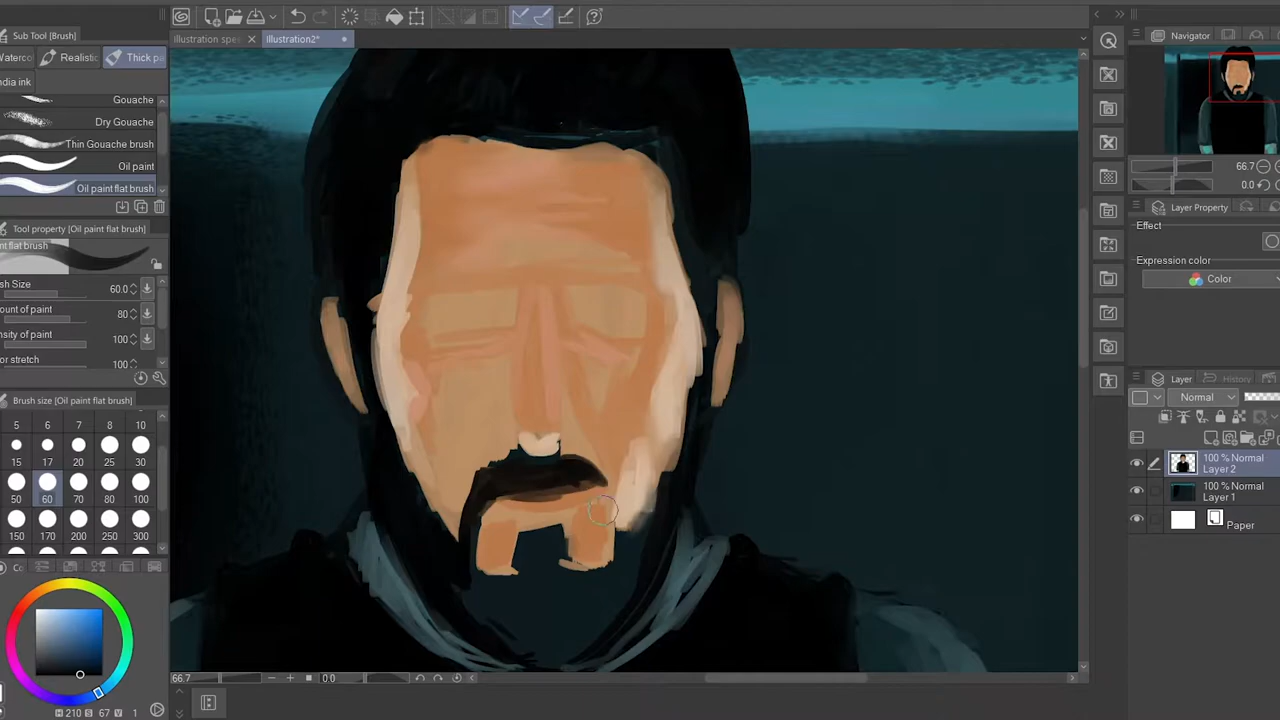 Sub Tool [Brush]
Illustration spe
Illustration2*
Realistic
Thick pa
ndia ink
Gouache
Dry Gouache
Thin Gouache brush
Oil paint
Oil paint flat brush
Tool property [Oil paint flat brush]
nt flat brush
sh Size 60.0
ount of paint 80
nsity of paint 100
or stretch 100
Brush size [Oil paint flat brush]
5 6 7 8 10
15 17 20 25 30
50 60 70 80 100
150 170 200 250 300
H 210 S 67 V 1
66.7 0.0
Navigator
66.7
0.0
Layer Property
Effect
Expression color
Color
Layer History
Normal
100 % Normal
Layer 2
100 % Normal
Layer 1
Paper